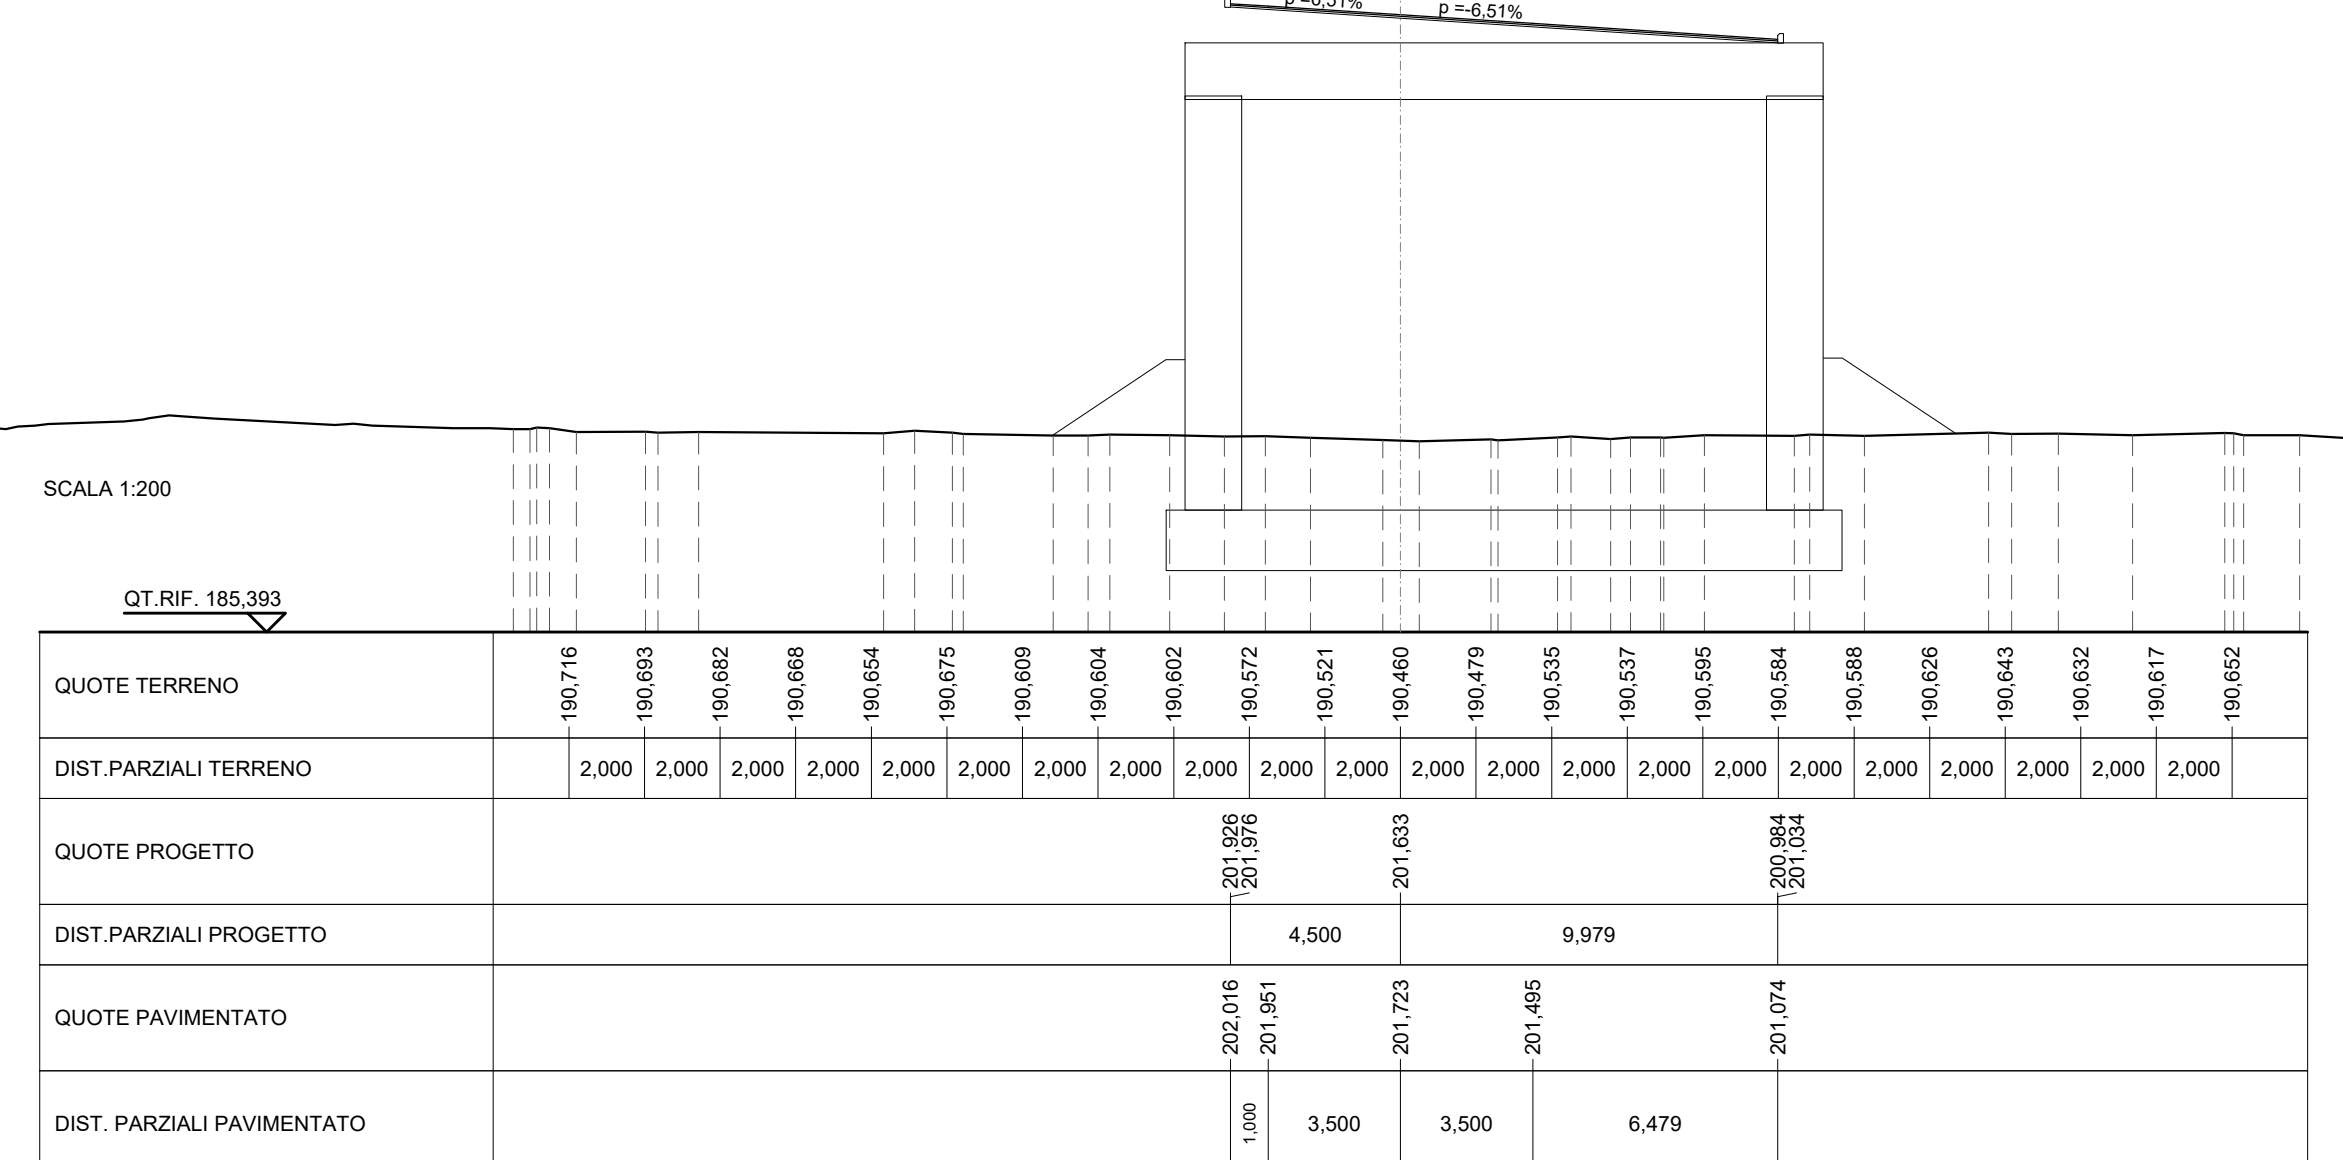 p =-6,51%
SCALA 1:200
QT.RIF. 185,393
QUOTE TERRENO 190,716 190,693 190,682 190,668 190,654 190,675 190,609 190,604 190,602 190,572 190,521 190,460 190,479 190,535 190,537 190,595 190,584 190,588 190,626 190,643 190,632 190,617 190,652
DIST.PARZIALI TERRENO 2,000 2,000 2,000 2,000 2,000 2,000 2,000 2,000 2,000 2,000 2,000 2,000 2,000 2,000 2,000 2,000 2,000 2,000 2,000 2,000 2,000 2,000
QUOTE PROGETTO 201,926 201,976 201,633 200,984 201,034
DIST.PARZIALI PROGETTO 4,500 9,979
QUOTE PAVIMENTATO 202,016 201,951 201,723 201,495 201,074
DIST. PARZIALI PAVIMENTATO 1,000 3,500 3,500 6,479